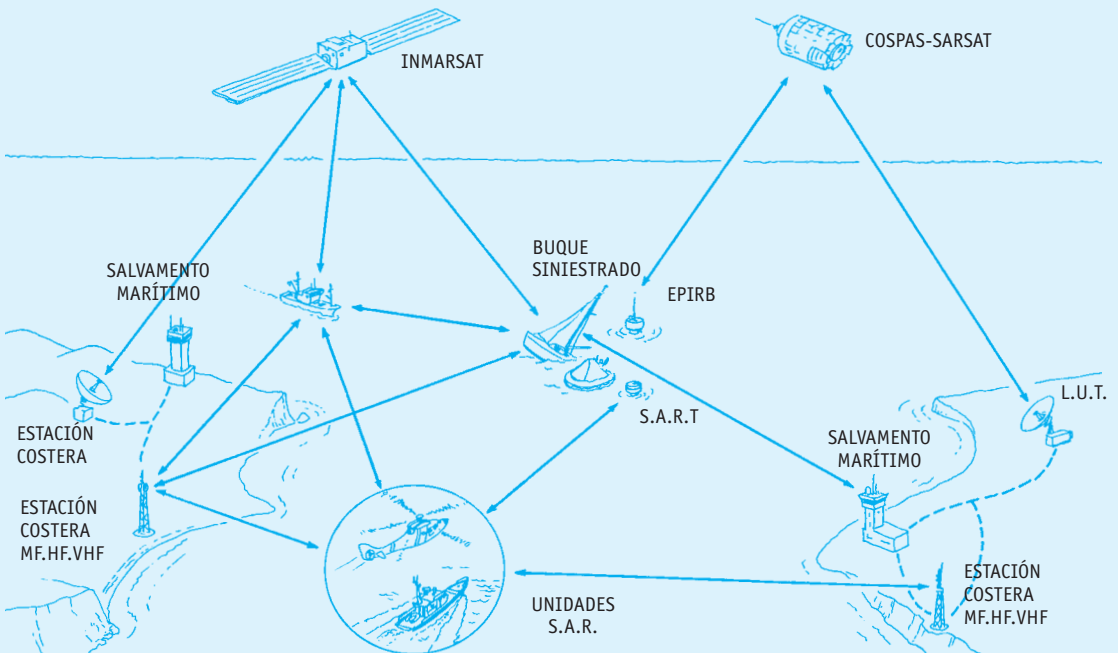 INMARSAT
COSPAS-SARSAT
BUQUE
SINIESTRADO
SALVAMENTO
MARÍTIMO
EPIRB
S.A.R.T
L.U.T.
ESTACIÓN
COSTERA
SALVAMENTO
MARÍTIMO
ESTACIÓN
COSTERA
MF.HF.VHF
ESTACIÓN
COSTERA
MF.HF.VHF
UNIDADES
S.A.R.